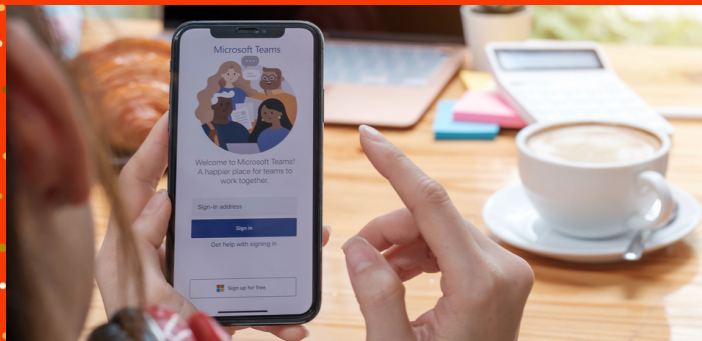 Microsoft Teams
Welcome to Microsoft Teams!
A happier place for teams to
work together.
Sign-in address
Sign in
Get help with signing in
Sign up for free